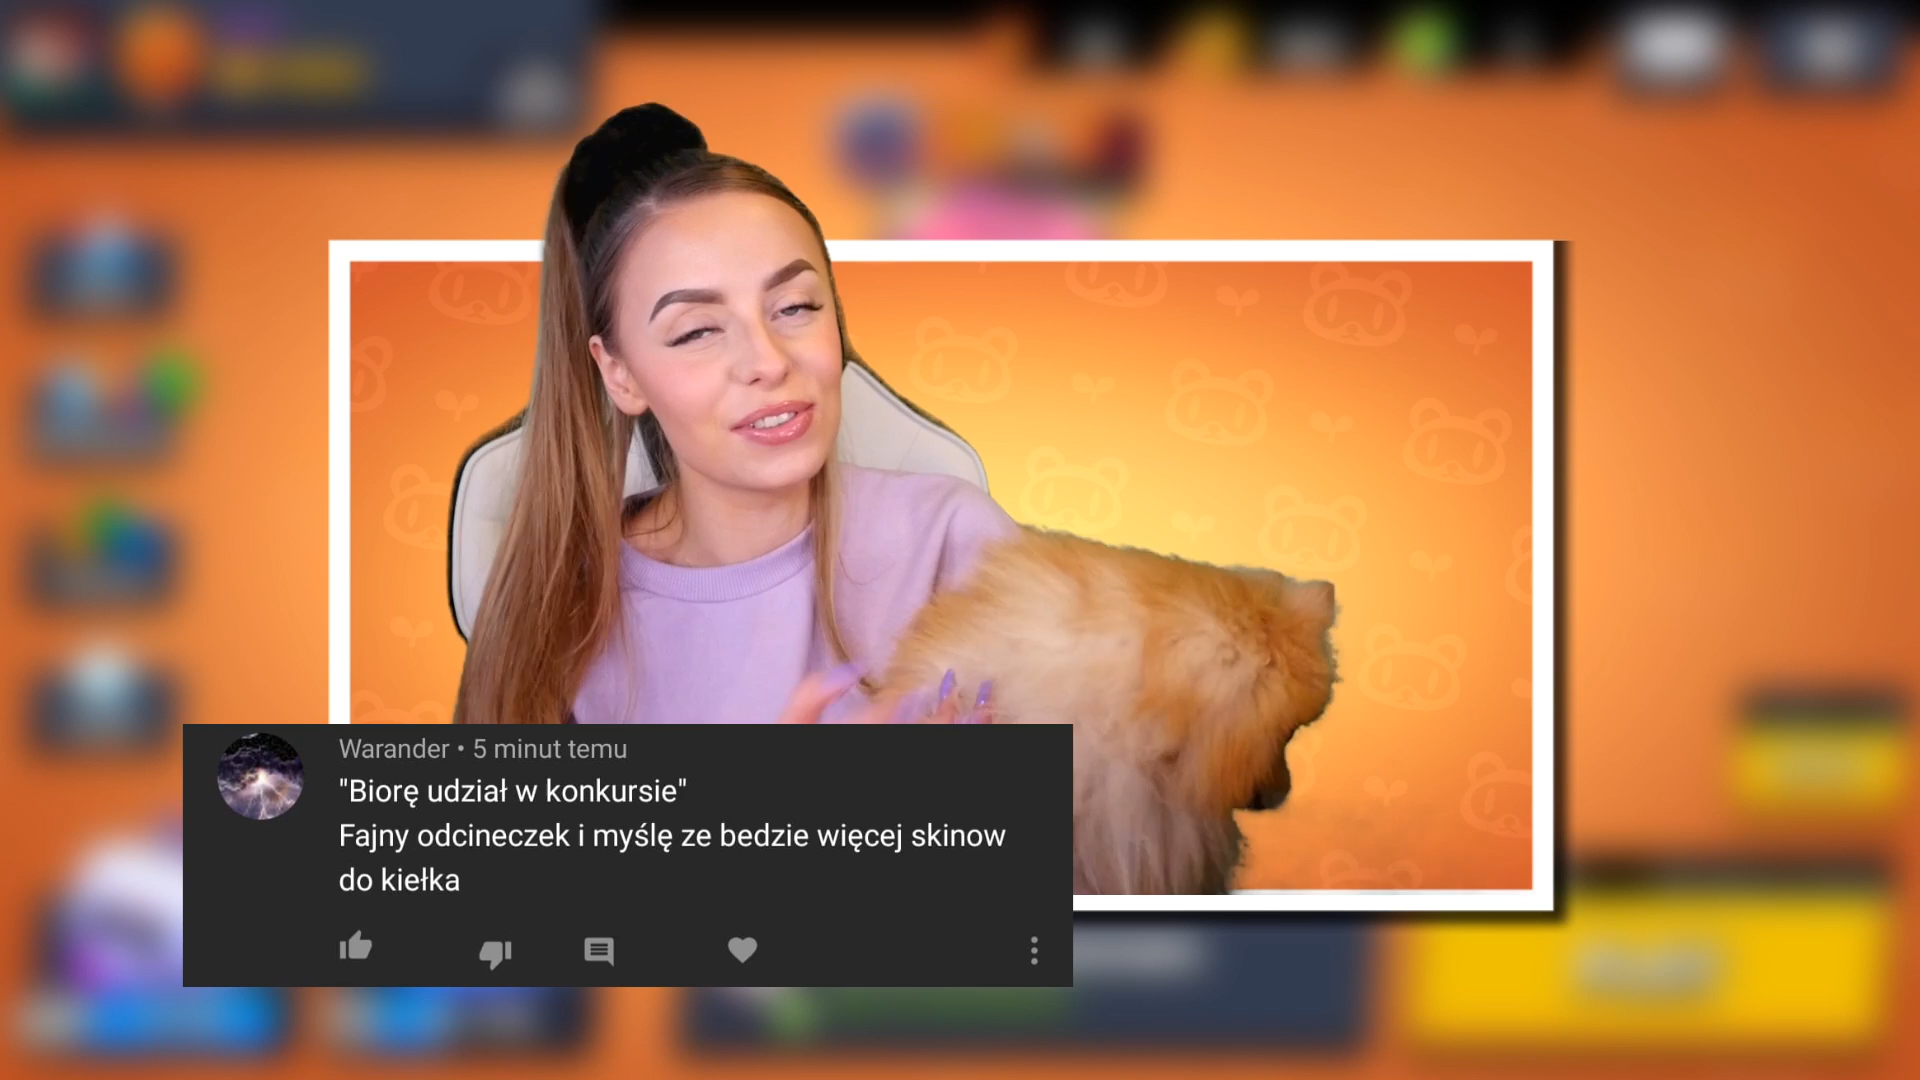 Warander • 5 minut temu
"Biorę udział w konkursie"
Fajny odcineczek i myślę ze bedzie więcej skinow
do kiełka